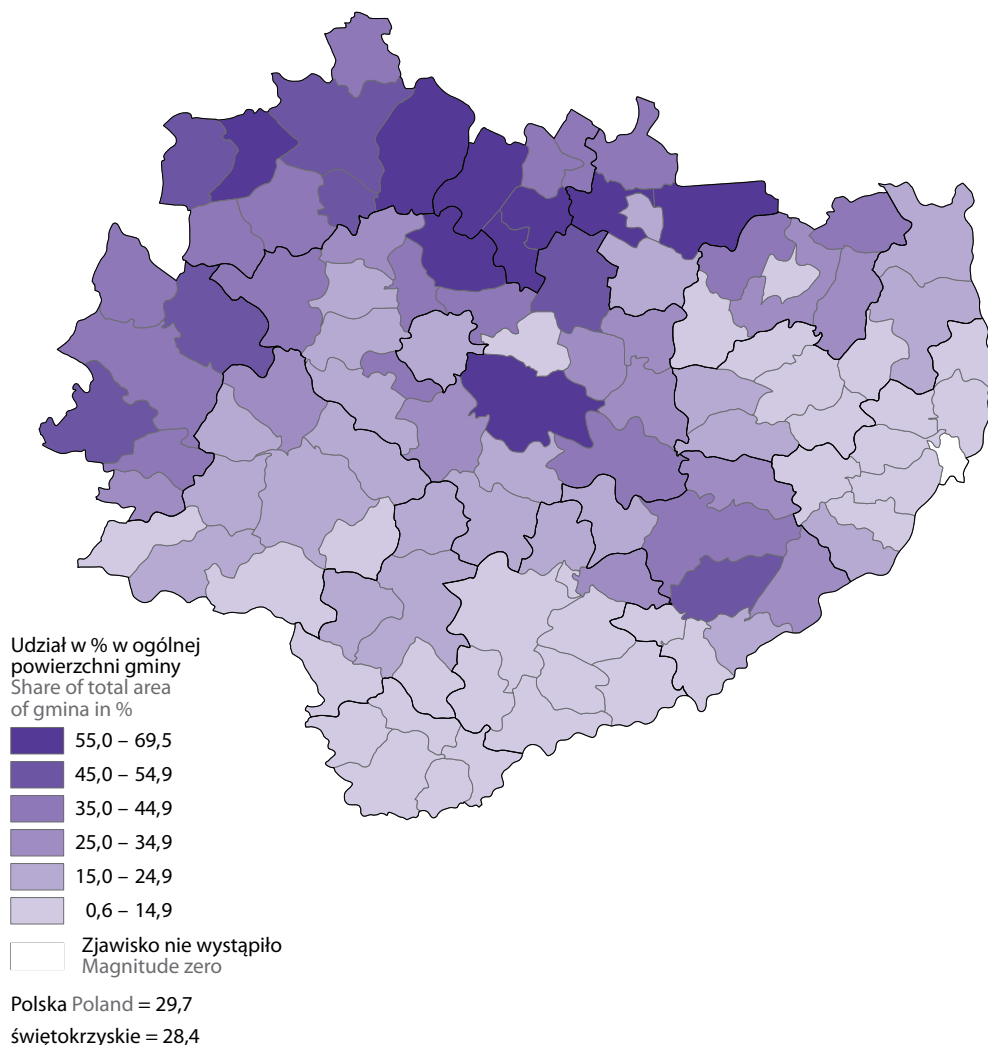 Udział w % w ogólnej
powierzchni gminy
Share of total area
of gmina in %
55,0 – 69,5
45,0 – 54,9
35,0 – 44,9
25,0 – 34,9
15,0 – 24,9
0,6 – 14,9
Zjawisko nie wystąpiło
Magnitude zero
Polska Poland = 29,7
świętokrzyskie = 28,4